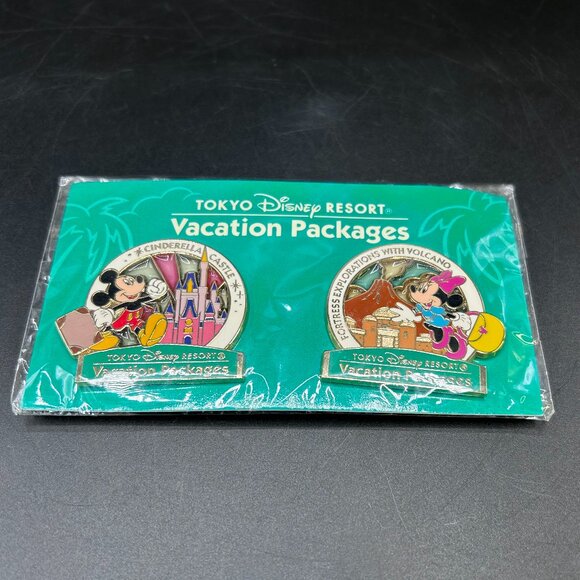 TOKYO Disney RESORT®
Vacation Packages
CINDERELLA CASTLE
TOKYO Disney RESORT®
Vacation Packages
FORTRESS EXPLORATIONS WITH VOLCANO
TOKYO Disney RESORT®
Vacation Packages